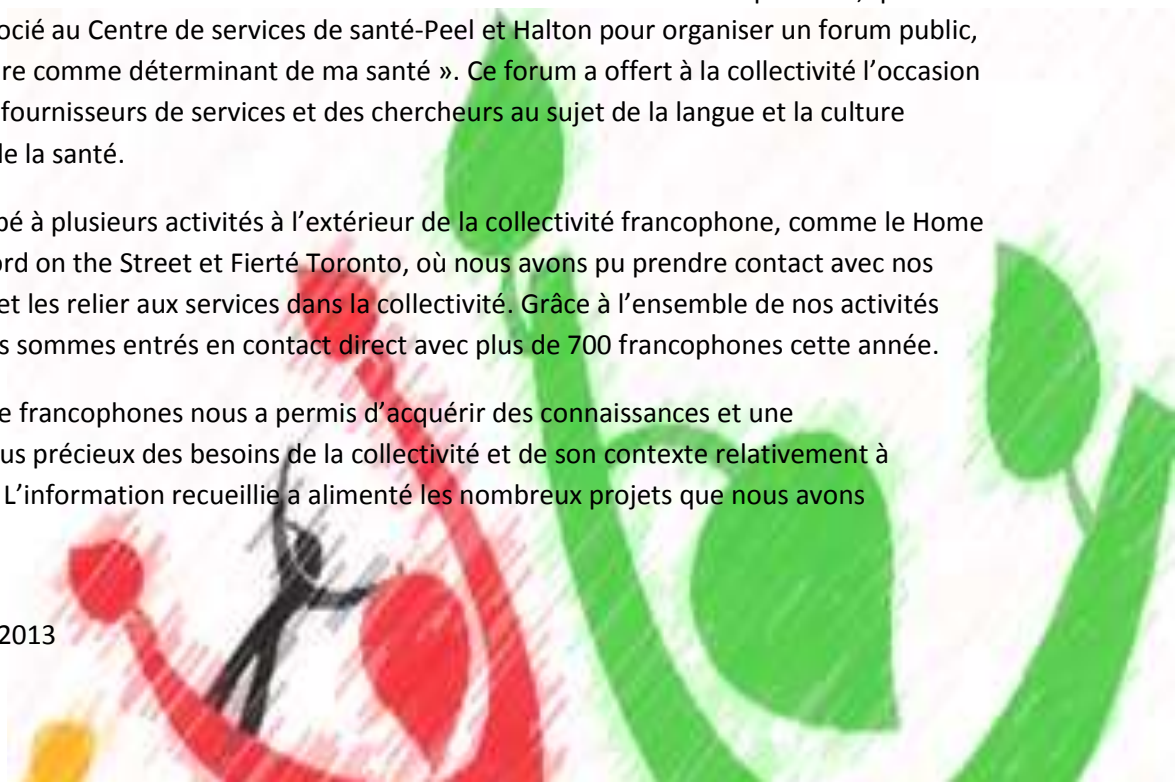 ocié au Centre de services de santé-Peel et Halton pour organiser un forum public,
re comme déterminant de ma santé ». Ce forum a offert à la collectivité l’occasion
fournisseurs de services et des chercheurs au sujet de la langue et la culture
de la santé.
pé à plusieurs activités à l’extérieur de la collectivité francophone, comme le Home
ord on the Street et Fierté Toronto, où nous avons pu prendre contact avec nos
et les relier aux services dans la collectivité. Grâce à l’ensemble de nos activités
s sommes entrés en contact direct avec plus de 700 francophones cette année.
e francophones nous a permis d’acquérir des connaissances et une
us précieux des besoins de la collectivité et de son contexte relativement à
L’information recueillie a alimenté les nombreux projets que nous avons
2013